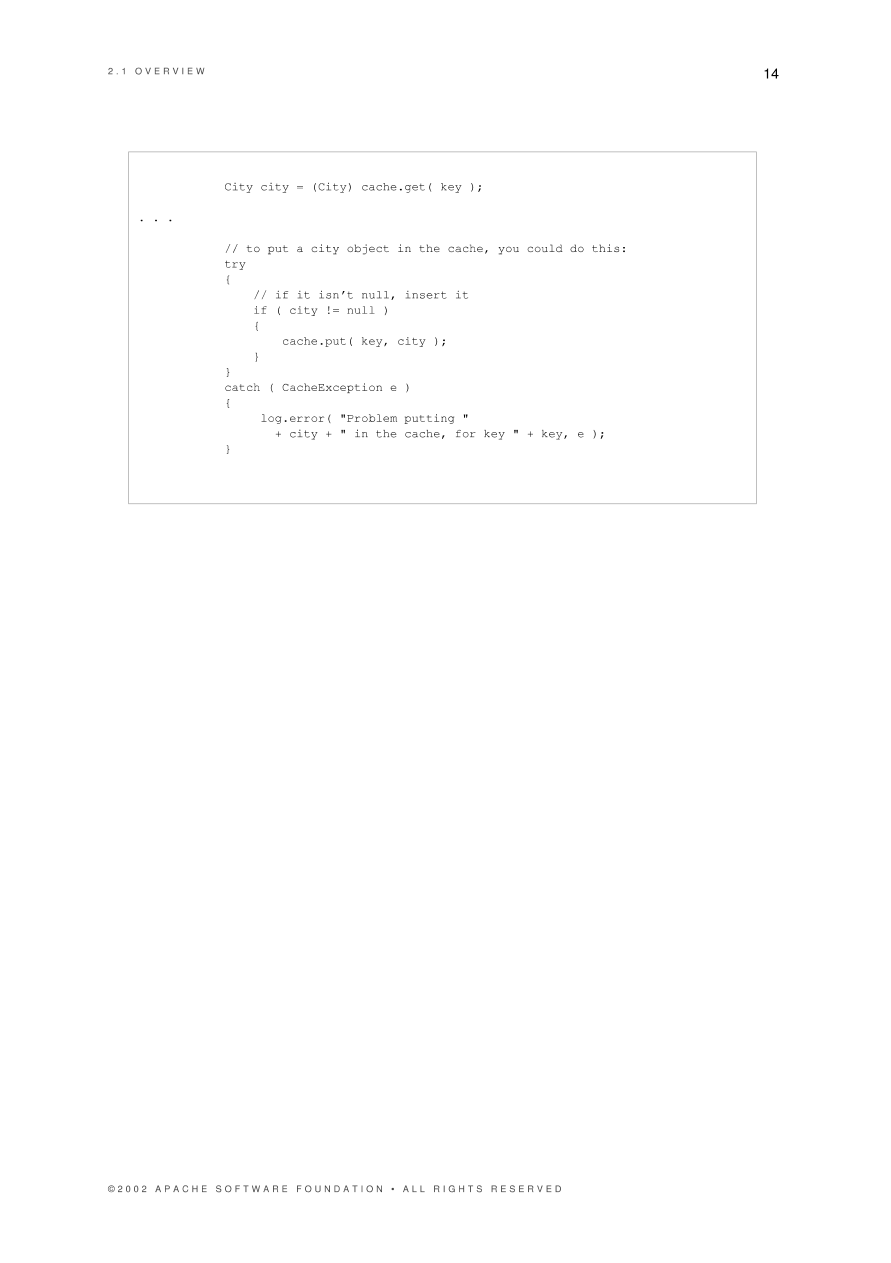 2.1 OVERVIEW
14
City city = (City) cache.get( key );
. . .
// to put a city object in the cache, you could do this:
try
{
// if it isn’t null, insert it
if ( city != null )
{
cache.put( key, city );
}
}
catch ( CacheException e )
{
log.error( "Problem putting "
+ city + " in the cache, for key " + key, e );
}
©2002 APACHE SOFTWARE FOUNDATION • ALL RIGHTS RESERVED